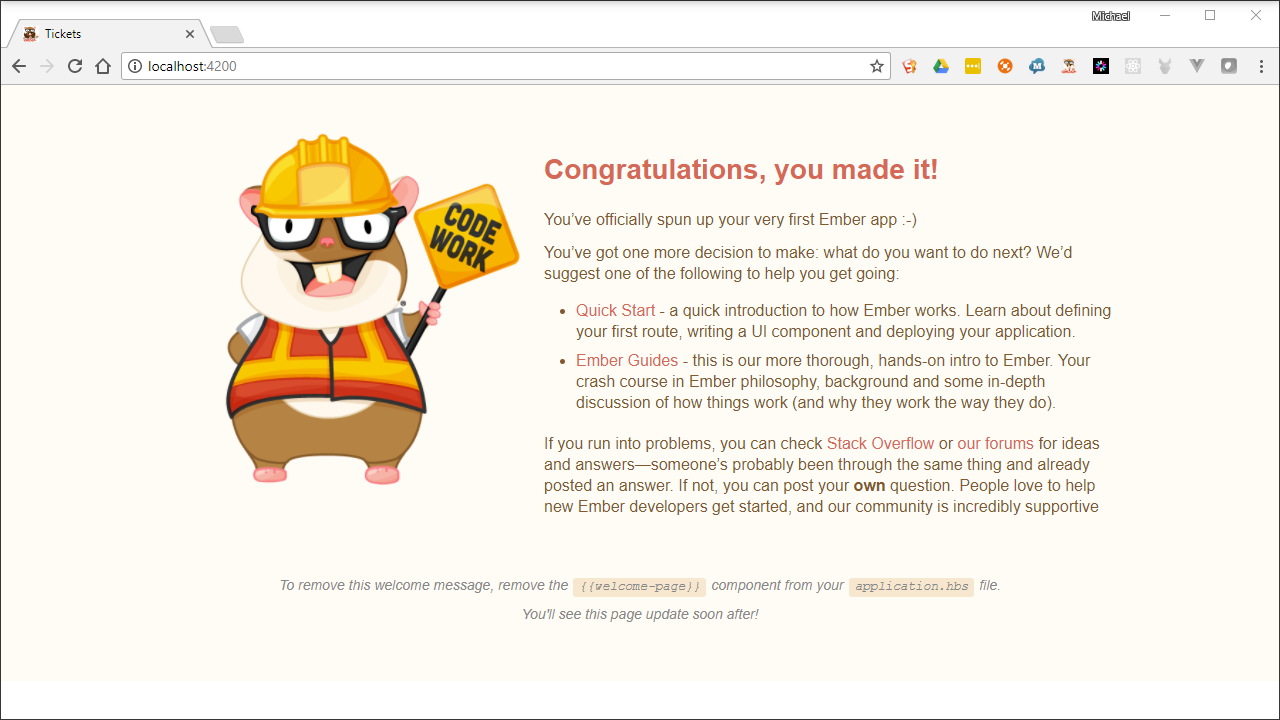 Michael
Tickets
localhost:4200
CODE
WORK
Congratulations, you made it!
You’ve officially spun up your very first Ember app :-)
You’ve got one more decision to make: what do you want to do next? We’d
suggest one of the following to help you get going:
• Quick Start - a quick introduction to how Ember works. Learn about defining
your first route, writing a UI component and deploying your application.
• Ember Guides - this is our more thorough, hands-on intro to Ember. Your
crash course in Ember philosophy, background and some in-depth
discussion of how things work (and why they work the way they do).
If you run into problems, you can check Stack Overflow or our forums for ideas
and answers—someone’s probably been through the same thing and already
posted an answer. If not, you can post your own question. People love to help
new Ember developers get started, and our community is incredibly supportive
To remove this welcome message, remove the {{welcome-page}} component from your application.hbs file.
You'll see this page update soon after!